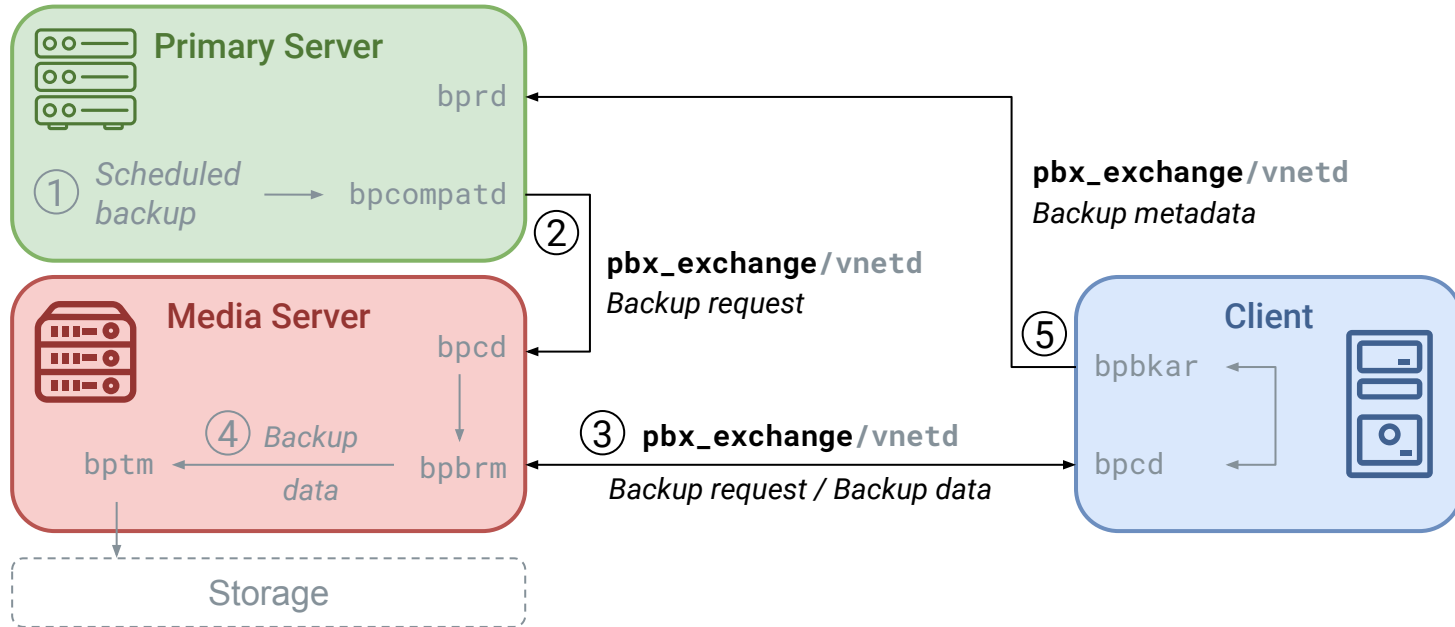 Primary Server
bprd
① Scheduled
backup
bpcompatd
②
pbx_exchange/vnetd
Backup request
pbx_exchange/vnetd
Backup metadata
Media Server
bpcd
④ Backup
data
bptm
bpbrm
③ pbx_exchange/vnetd
Backup request / Backup data
⑤
Client
bpbkar
bpcd
Storage